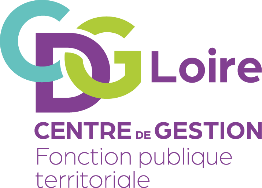 CDG Loire
CENTRE DE GESTION
Fonction publique
territoriale